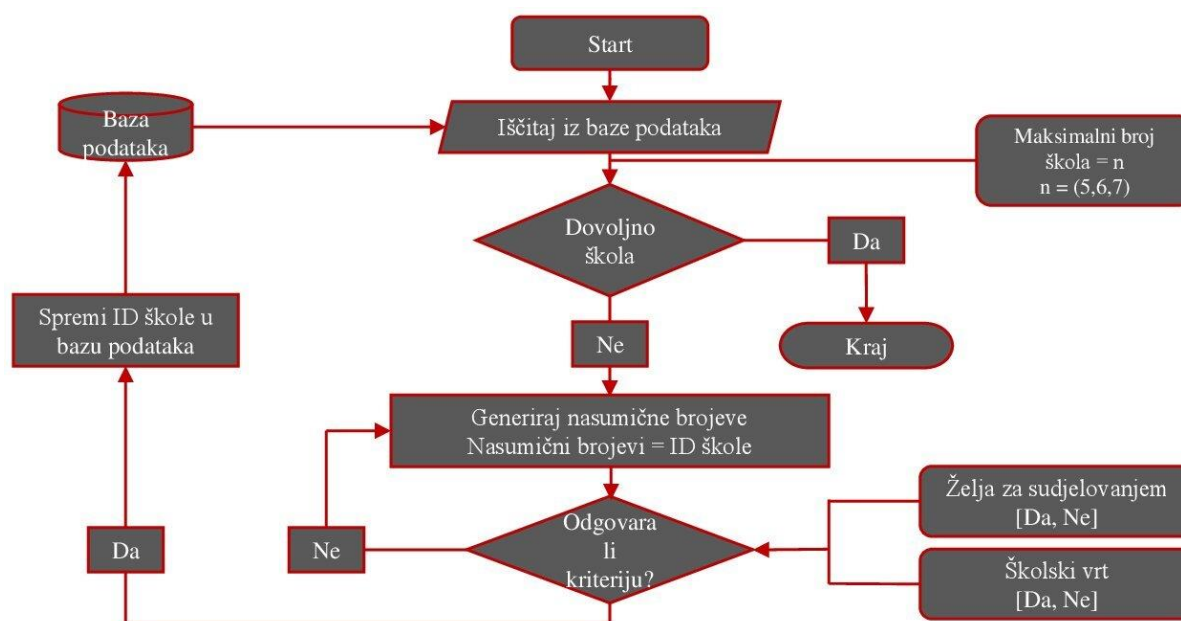 Start
Baza
podataka
Iščitaj iz baze podataka
Maksimalni broj
škola = n
n = (5,6,7)
Dovoljno
škola
Da
Spremi ID škole u
bazu podataka
Ne
Kraj
Generiraj nasumične brojeve
Nasumični brojevi = ID škole
Želja za sudjelovanjem
[Da, Ne]
Da
Ne
Odgovara
li
kriteriju?
Školski vrt
[Da, Ne]